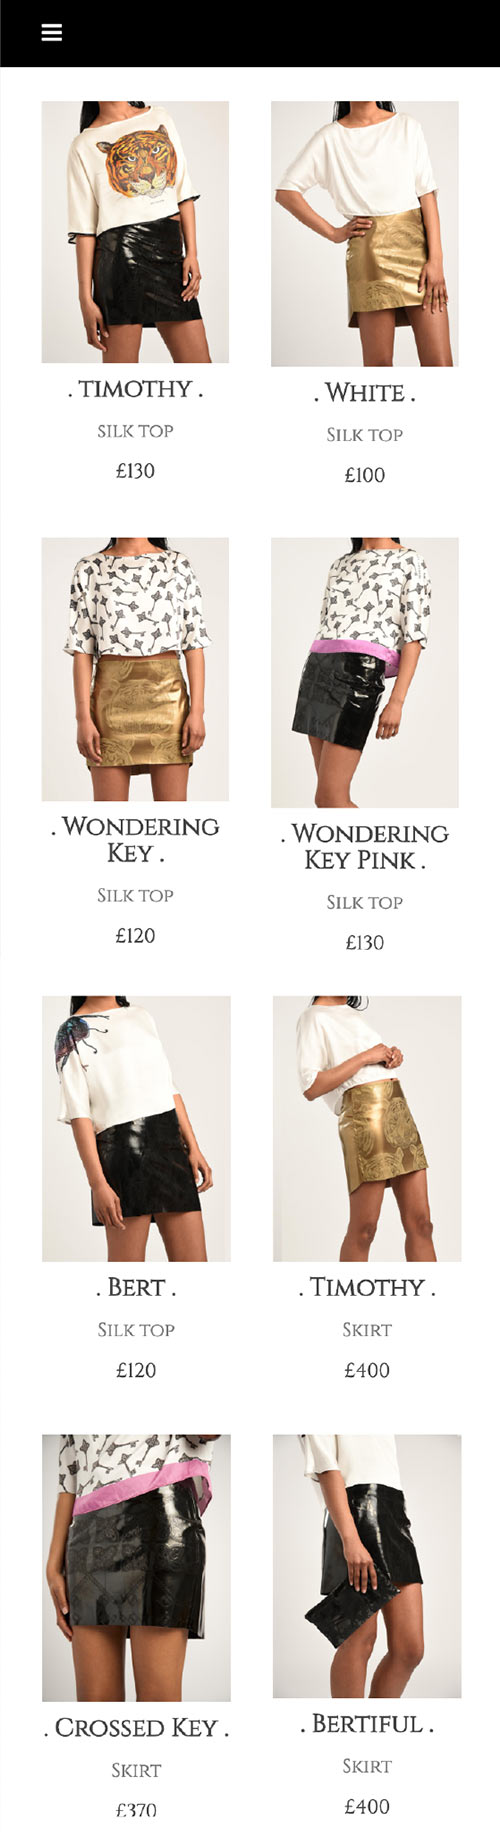 . Timothy .
silk top
£130
. White .
Silk top
£100
. Wondering
Key .
Silk top
£120
. Wondering
Key Pink .
Silk top
£130
. Bert .
Silk top
£120
. Timothy .
Skirt
£400
. Crossed Key .
Skirt
£370
. Bertiful .
Skirt
£400